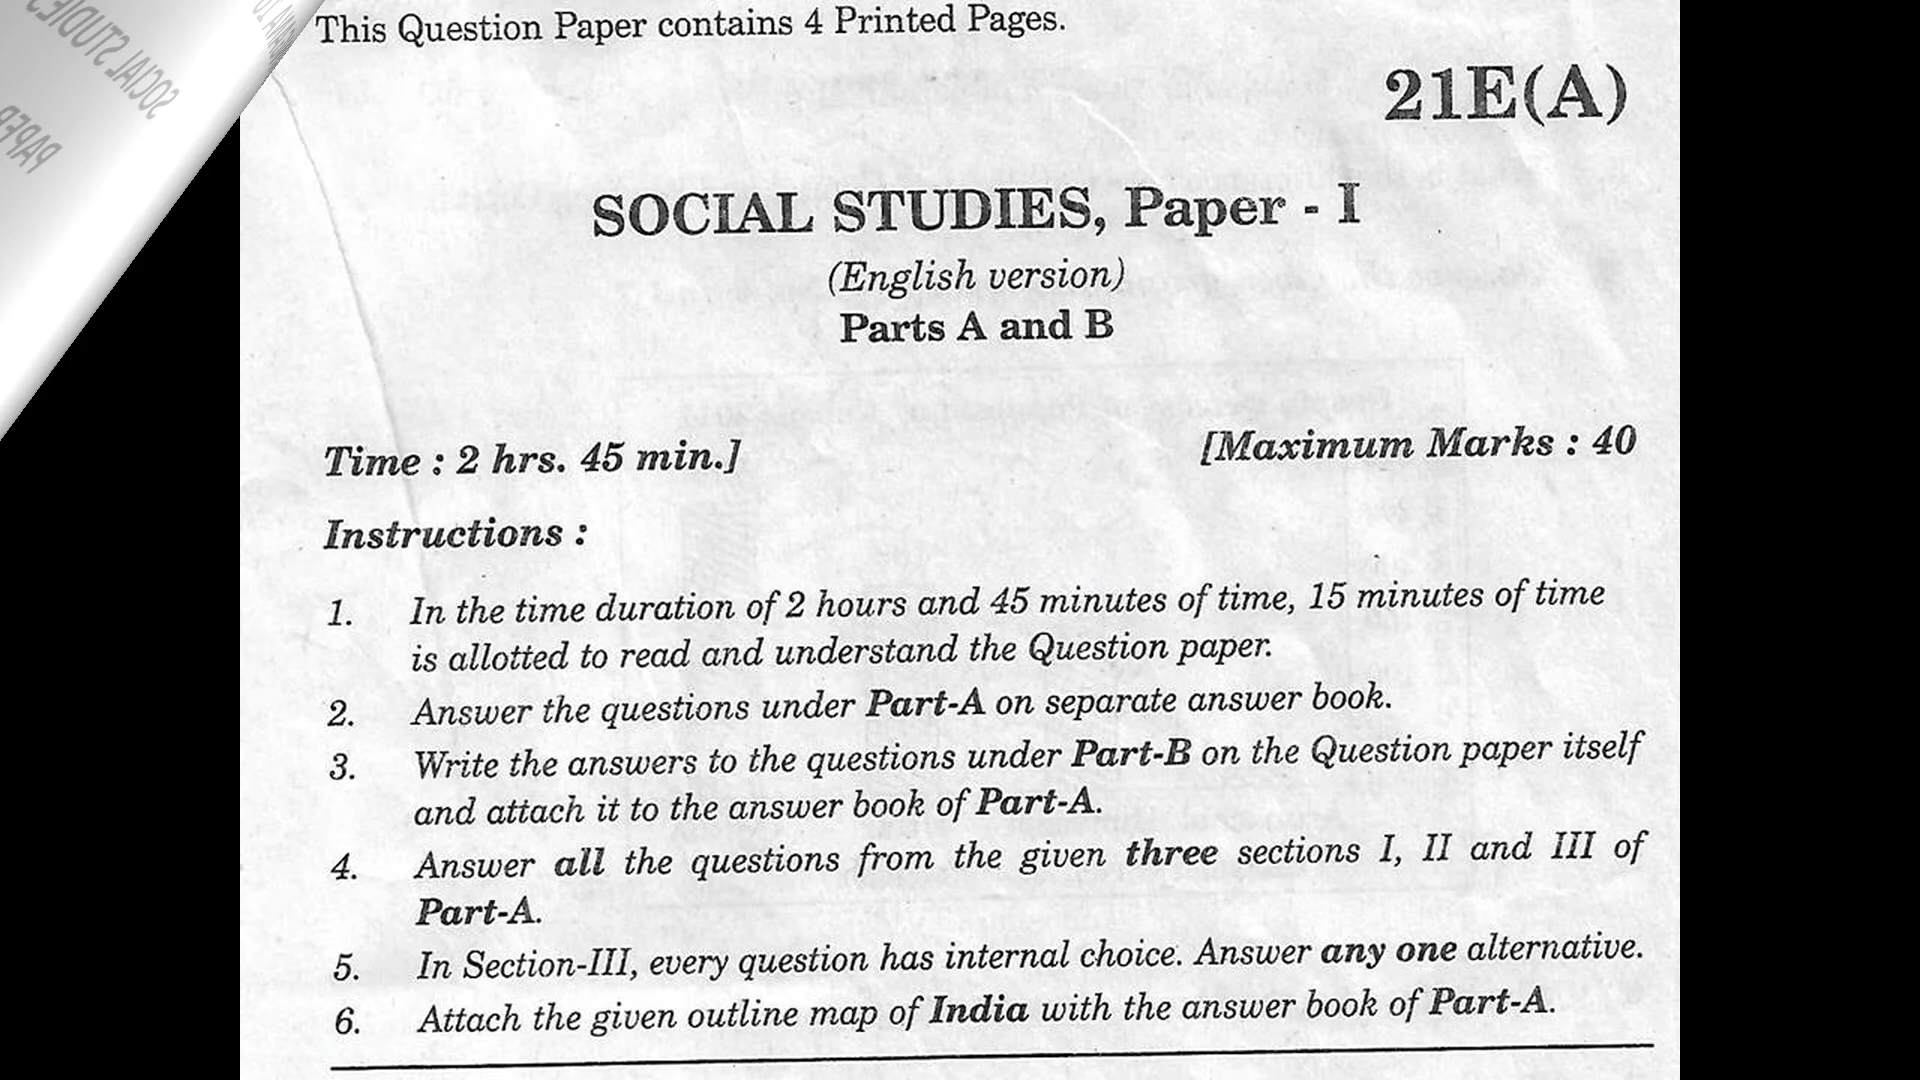 This Question Paper contains 4 Printed Pages.
21E(A)
SOCIAL STUDIES, Paper - I
(English version)
Parts A and B
Time : 2 hrs. 45 min.]
[Maximum Marks : 40
Instructions :
1. In the time duration of 2 hours and 45 minutes of time, 15 minutes of time
is allotted to read and understand the Question paper.
2. Answer the questions under Part-A on separate answer book.
3. Write the answers to the questions under Part-B on the Question paper itself
and attach it to the answer book of Part-A.
4. Answer all the questions from the given three sections I, II and III of
Part-A.
5. In Section-III, every question has internal choice. Answer any one alternative.
6. Attach the given outline map of India with the answer book of Part-A.
SOCIAL STUDIES
PAPER